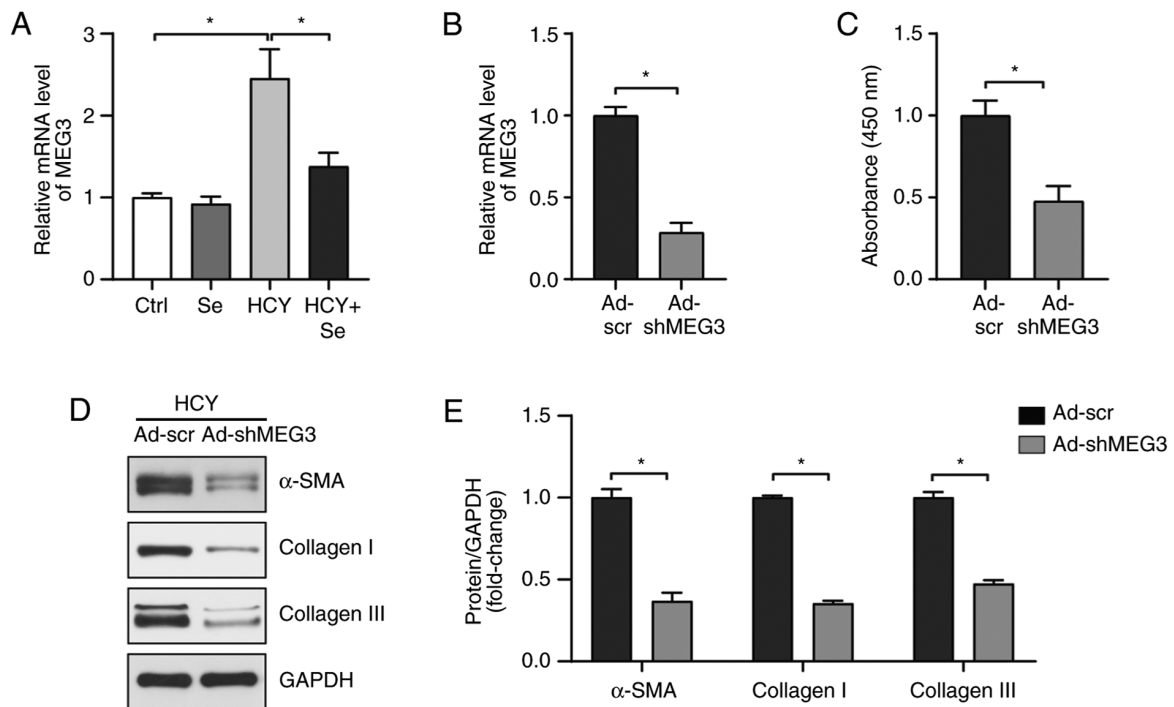 A
Relative mRNA level
of MEG3
3
2
1
0
*
*
Ctrl
Se
HCY
HCY+
Se
B
Relative mRNA level
of MEG3
1.5
1.0
0.5
0.0
*
Ad-
scr
Ad-
shMEG3
C
Absorbance (450 nm)
1.5
1.0
0.5
0.0
*
Ad-
scr
Ad-
shMEG3
D
HCY
Ad-scr Ad-shMEG3
α-SMA
Collagen I
Collagen III
GAPDH
E
Protein/GAPDH
(fold-change)
1.5
1.0
0.5
0.0
*
*
*
α-SMA
Collagen I
Collagen III
Ad-scr
Ad-shMEG3